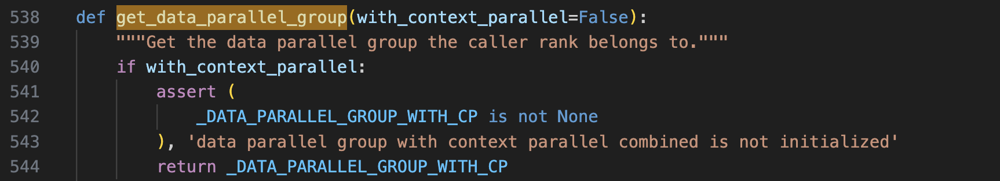 538 def get_data_parallel_group(with_context_parallel=False):
539     """Get the data parallel group the caller rank belongs to."""
540     if with_context_parallel:
541         assert (
542             _DATA_PARALLEL_GROUP_WITH_CP is not None
543         ), 'data parallel group with context parallel combined is not initialized'
544         return _DATA_PARALLEL_GROUP_WITH_CP